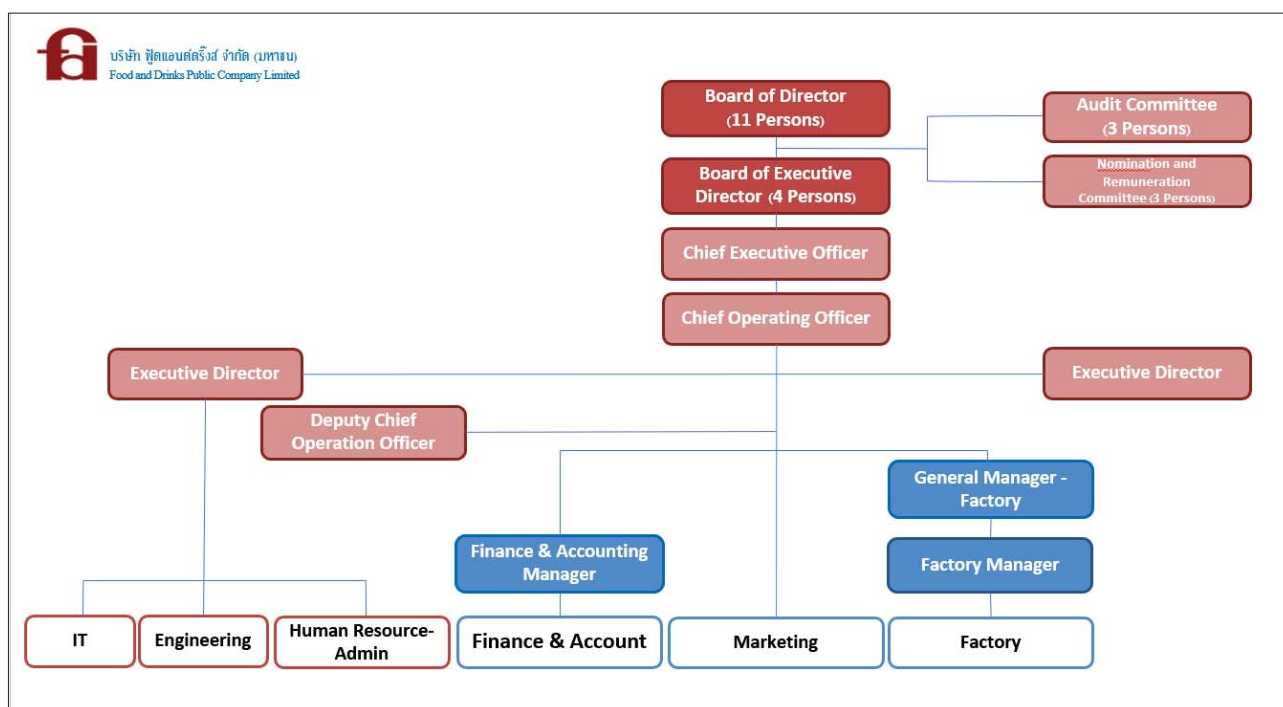 บริษัท ฟู้ดแอนด์ดริ๊งส์ จำกัด (มหาชน)
Food and Drinks Public Company Limited
Board of Director
(11 Persons)
Audit Committee
(3 Persons)
Board of Executive
Director (4 Persons)
Nomination and
Remuneration
Committee (3 Persons)
Chief Executive Officer
Chief Operating Officer
Executive Director
Executive Director
Deputy Chief
Operation Officer
General Manager -
Factory
Finance & Accounting
Manager
Factory Manager
IT
Engineering
Human Resource-
Admin
Finance & Account
Marketing
Factory